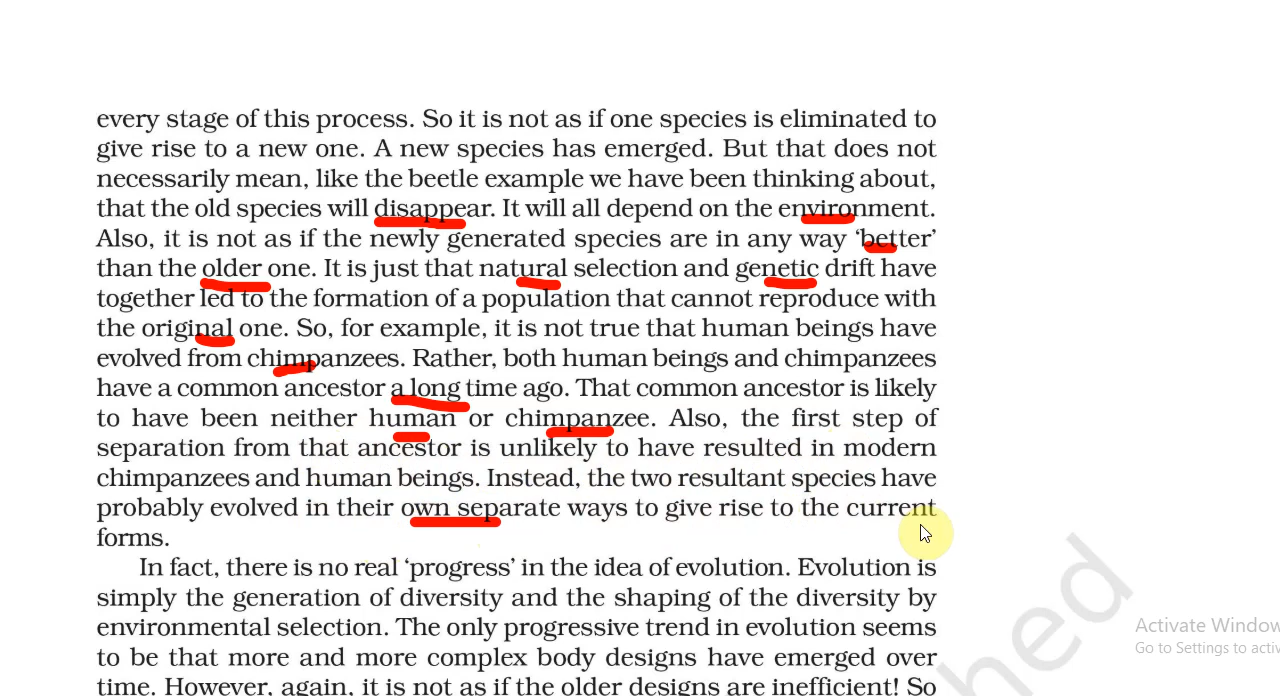 every stage of this process. So it is not as if one species is eliminated to
give rise to a new one. A new species has emerged. But that does not
necessarily mean, like the beetle example we have been thinking about,
that the old species will disappear. It will all depend on the environment.
Also, it is not as if the newly generated species are in any way ‘better’
than the older one. It is just that natural selection and genetic drift have
together led to the formation of a population that cannot reproduce with
the original one. So, for example, it is not true that human beings have
evolved from chimpanzees. Rather, both human beings and chimpanzees
have a common ancestor a long time ago. That common ancestor is likely
to have been neither human or chimpanzee. Also, the first step of
separation from that ancestor is unlikely to have resulted in modern
chimpanzees and human beings. Instead, the two resultant species have
probably evolved in their own separate ways to give rise to the current
forms.
In fact, there is no real ‘progress’ in the idea of evolution. Evolution is
simply the generation of diversity and the shaping of the diversity by
environmental selection. The only progressive trend in evolution seems
to be that more and more complex body designs have emerged over
time. However, again, it is not as if the older designs are inefficient! So
hed
Activate Window
Go to Settings to activ